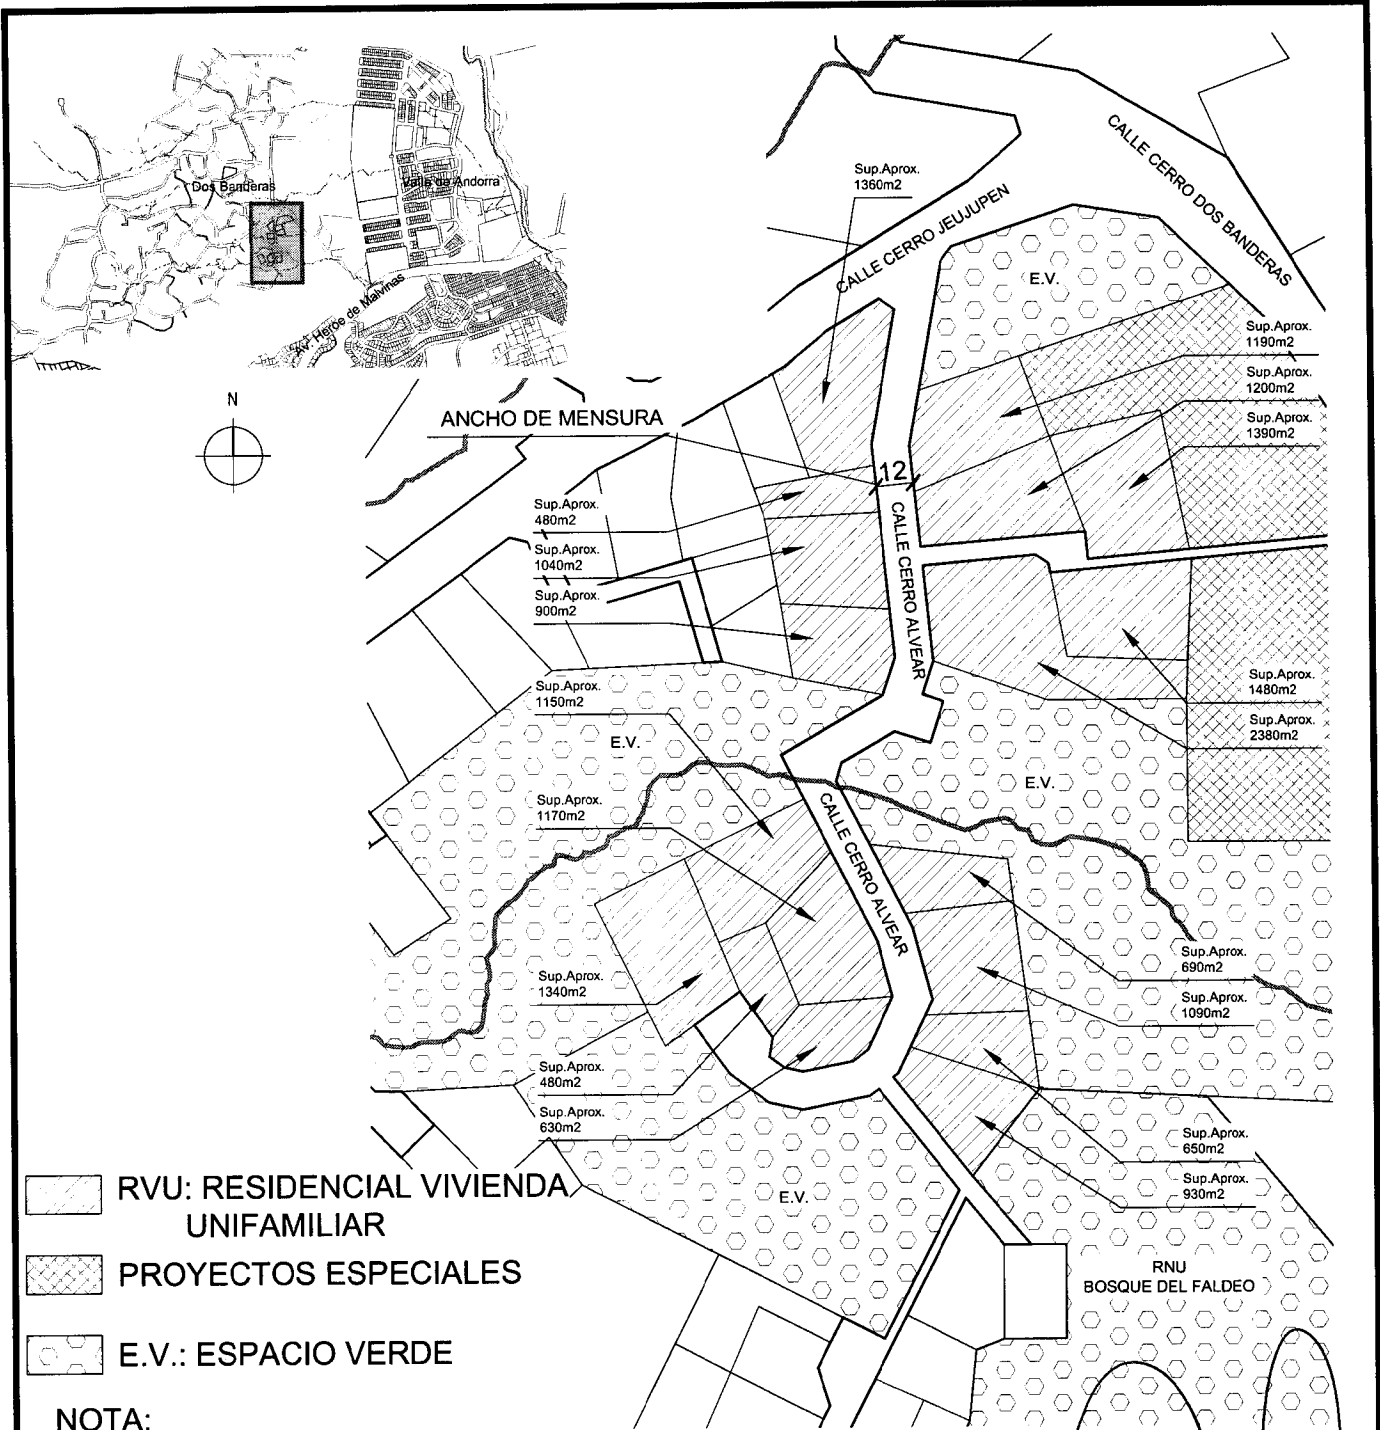 Dos Banderas
Valle de Andorra
Av. Heroe de Malvinas
N
CALLE CERRO DOS BANDERAS
CALLE CERRO JEUJUPEN
Sup.Aprox.
1360m2
E.V.
Sup.Aprox.
1190m2
Sup.Aprox.
1200m2
Sup.Aprox.
1390m2
ANCHO DE MENSURA
12
Sup.Aprox.
480m2
Sup.Aprox.
1040m2
Sup.Aprox.
900m2
CALLE CERRO ALVEAR
Sup.Aprox.
1480m2
Sup.Aprox.
2380m2
Sup.Aprox.
1150m2
E.V.
E.V.
Sup.Aprox.
1170m2
CALLE CERRO ALVEAR
Sup.Aprox.
690m2
Sup.Aprox.
1090m2
Sup.Aprox.
1340m2
Sup.Aprox.
480m2
Sup.Aprox.
630m2
Sup.Aprox.
650m2
Sup.Aprox.
930m2
E.V.
RNU
BOSQUE DEL FALDEO
RVU: RESIDENCIAL VIVIENDA
UNIFAMILIAR
PROYECTOS ESPECIALES
E.V.: ESPACIO VERDE
NOTA: